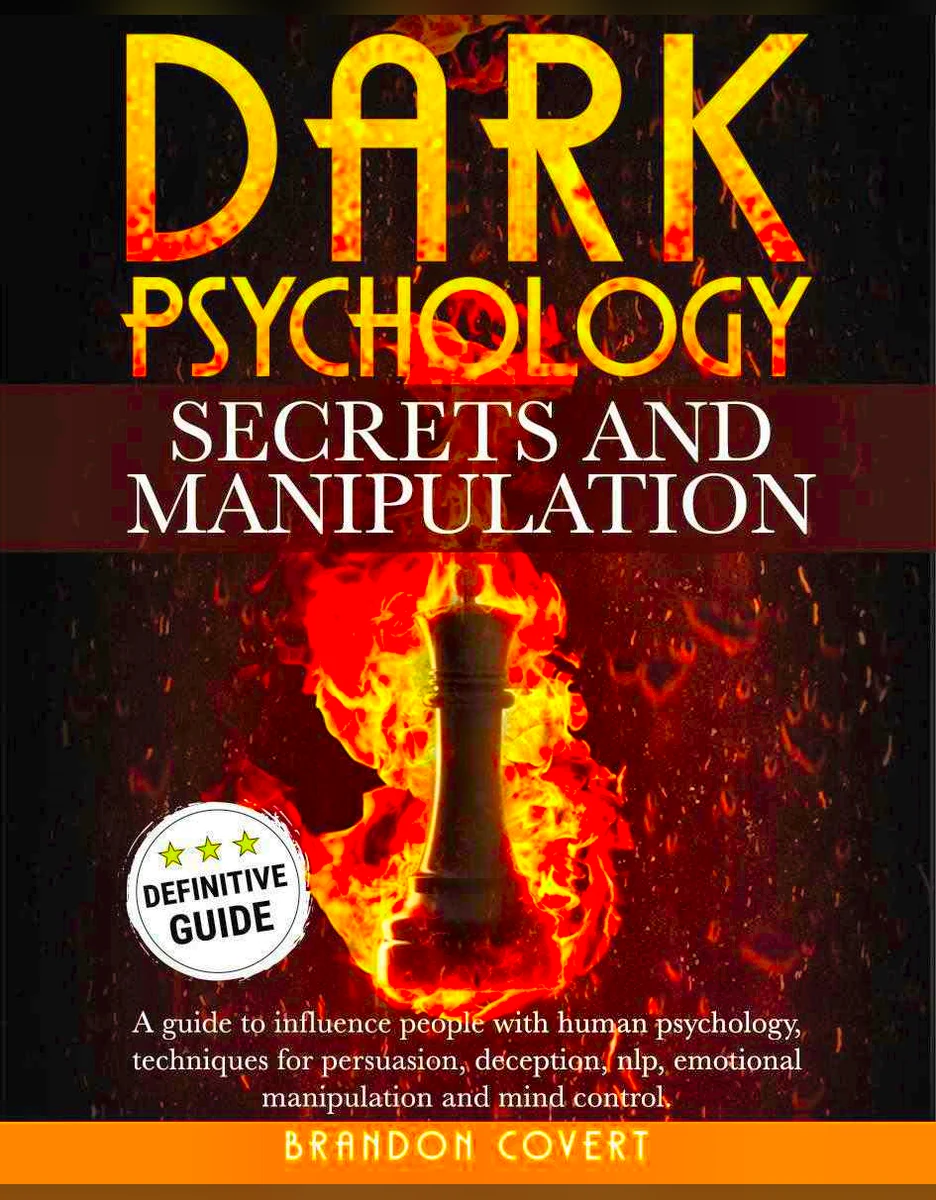 DARK
PSYCHOLOGY
SECRETS AND
MANIPULATION
DEFINITIVE
GUIDE
A guide to influence people with human psychology,
techniques for persuasion, deception, nlp, emotional
manipulation and mind control.
BRANDON COVERT